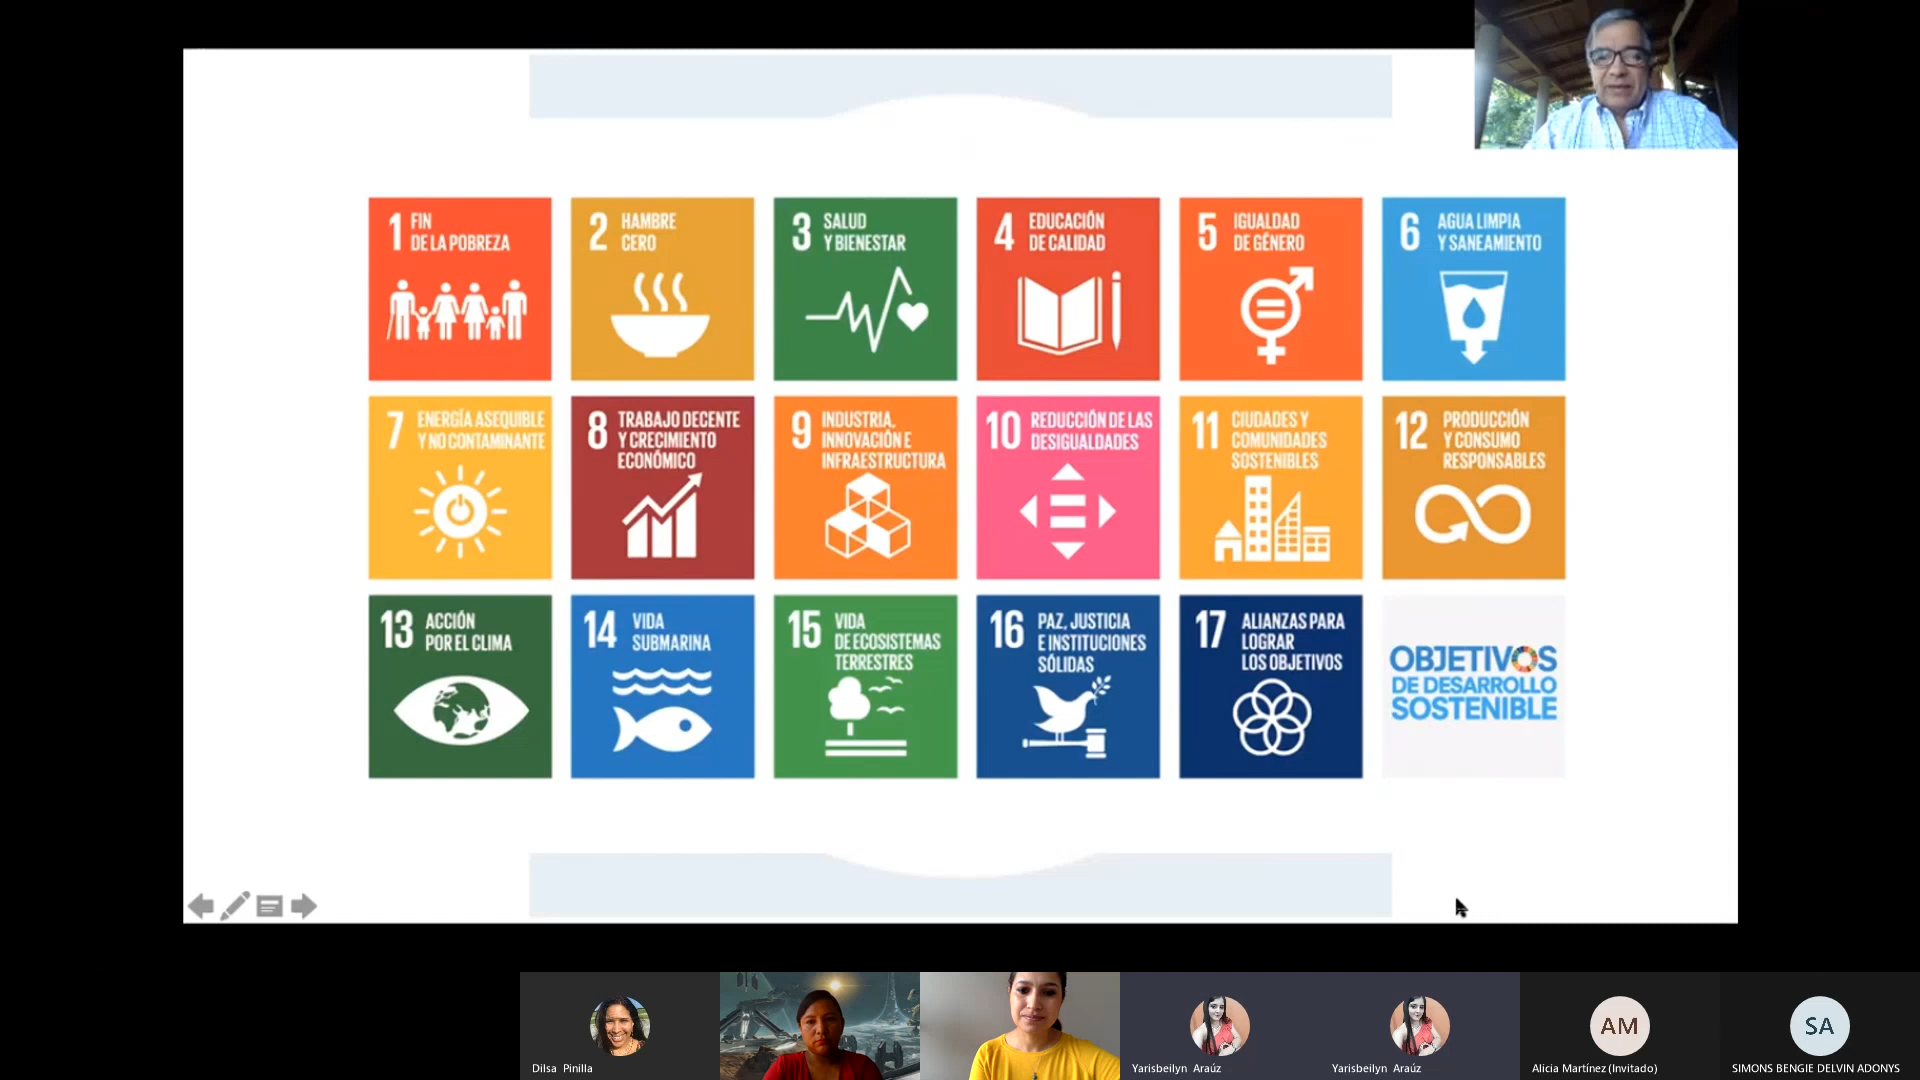 1 FIN
DE LA POBREZA
2 HAMBRE
CERO
3 SALUD
Y BIENESTAR
4 EDUCACIÓN
DE CALIDAD
5 IGUALDAD
DE GÉNERO
6 AGUA LIMPIA
Y SANEAMIENTO
7 ENERGÍA ASEQUIBLE
Y NO CONTAMINANTE
8 TRABAJO DECENTE
Y CRECIMIENTO
ECONÓMICO
9 INDUSTRIA,
INNOVACIÓN E
INFRAESTRUCTURA
10 REDUCCIÓN DE LAS
DESIGUALDADES
11 CIUDADES Y
COMUNIDADES
SOSTENIBLES
12 PRODUCCIÓN
Y CONSUMO
RESPONSABLES
13 ACCIÓN
POR EL CLIMA
14 VIDA
SUBMARINA
15 VIDA
DE ECOSISTEMAS
TERRESTRES
16 PAZ, JUSTICIA
E INSTITUCIONES
SÓLIDAS
17 ALIANZAS PARA
LOGRAR
LOS OBJETIVOS
OBJETIVOS
DE DESARROLLO
SOSTENIBLE
AM
SA
Dilsa Pinilla
Yarisbeilyn Araúz
Yarisbeilyn Araúz
Alicia Martínez (Invitado)
SIMONS BENGIE DELVIN ADONYS